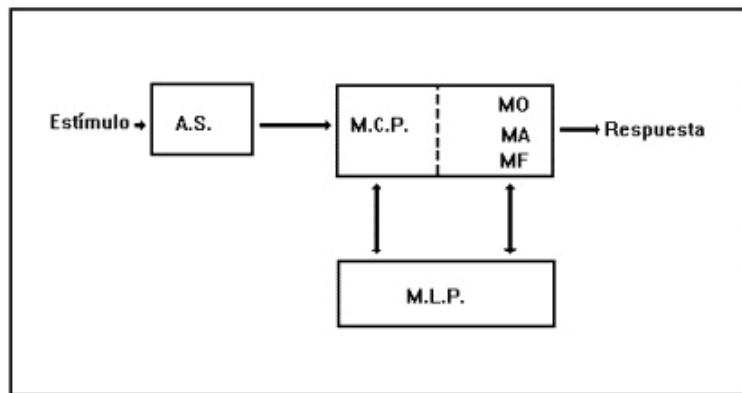 Estímulo
A.S.
M.C.P.
MO
MA
MF
Respuesta
M.L.P.